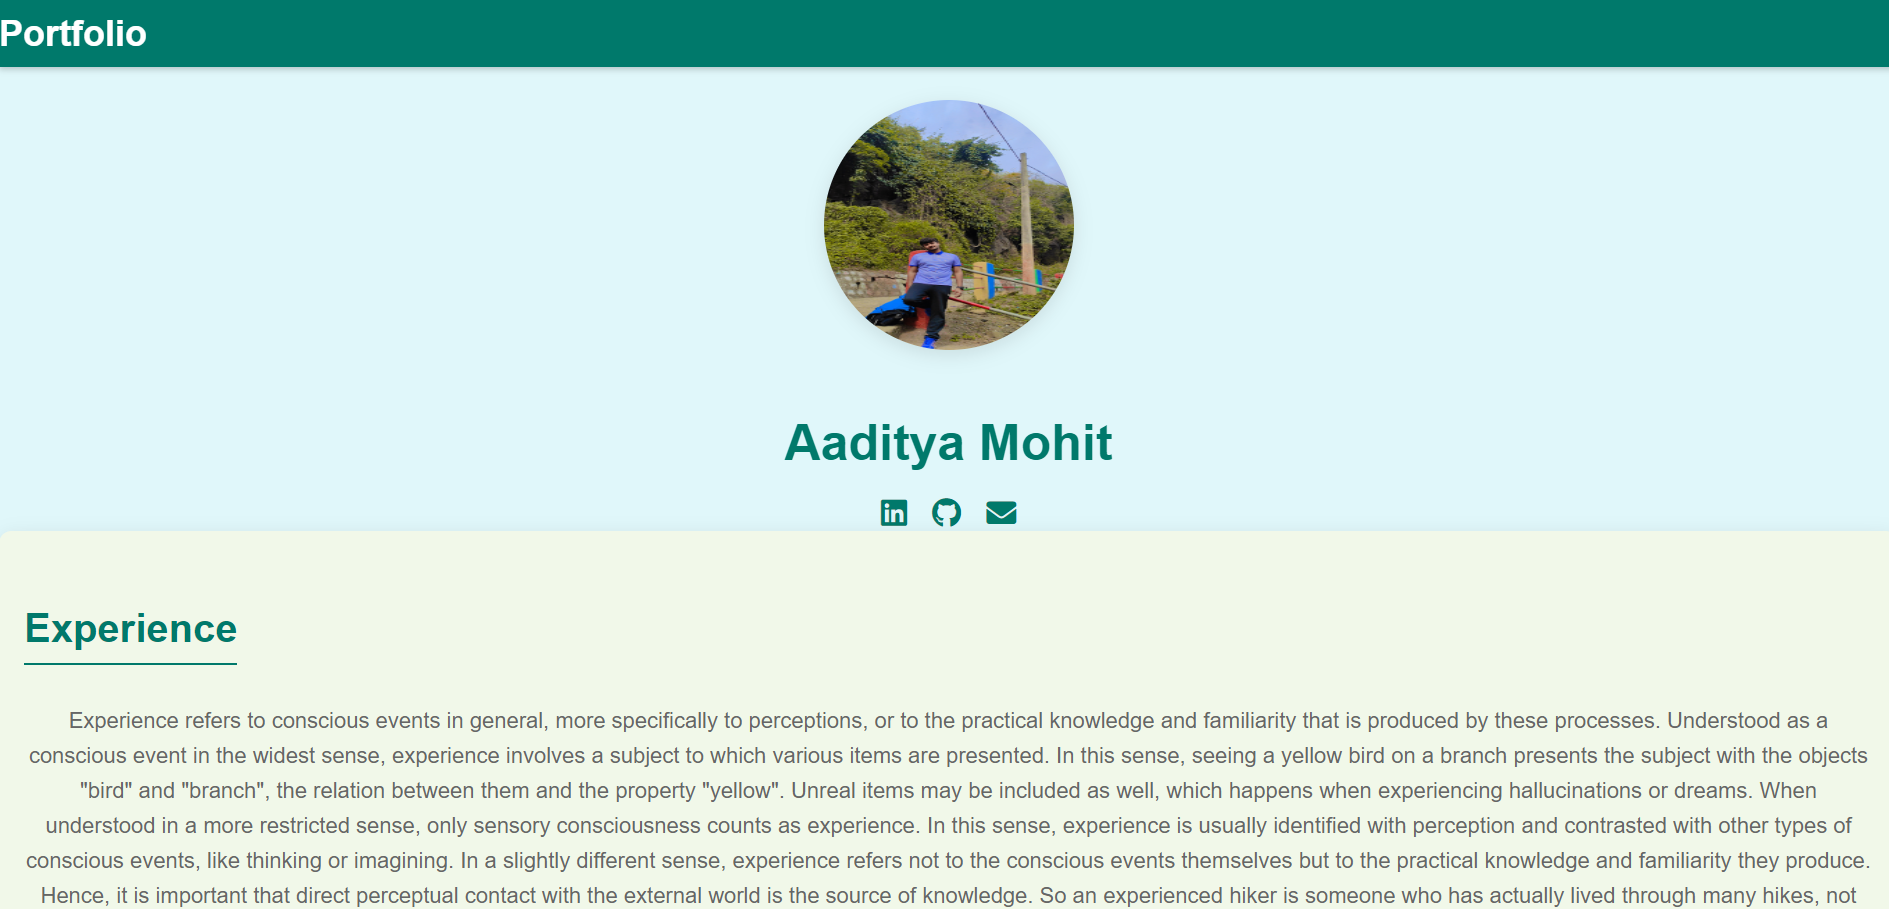 Portfolio
Aaditya Mohit
Experience
Experience refers to conscious events in general, more specifically to perceptions, or to the practical knowledge and familiarity that is produced by these processes. Understood as a
conscious event in the widest sense, experience involves a subject to which various items are presented. In this sense, seeing a yellow bird on a branch presents the subject with the objects
"bird" and "branch", the relation between them and the property "yellow". Unreal items may be included as well, which happens when experiencing hallucinations or dreams. When
understood in a more restricted sense, only sensory consciousness counts as experience. In this sense, experience is usually identified with perception and contrasted with other types of
conscious events, like thinking or imagining. In a slightly different sense, experience refers not to the conscious events themselves but to the practical knowledge and familiarity they produce.
Hence, it is important that direct perceptual contact with the external world is the source of knowledge. So an experienced hiker is someone who has actually lived through many hikes, not